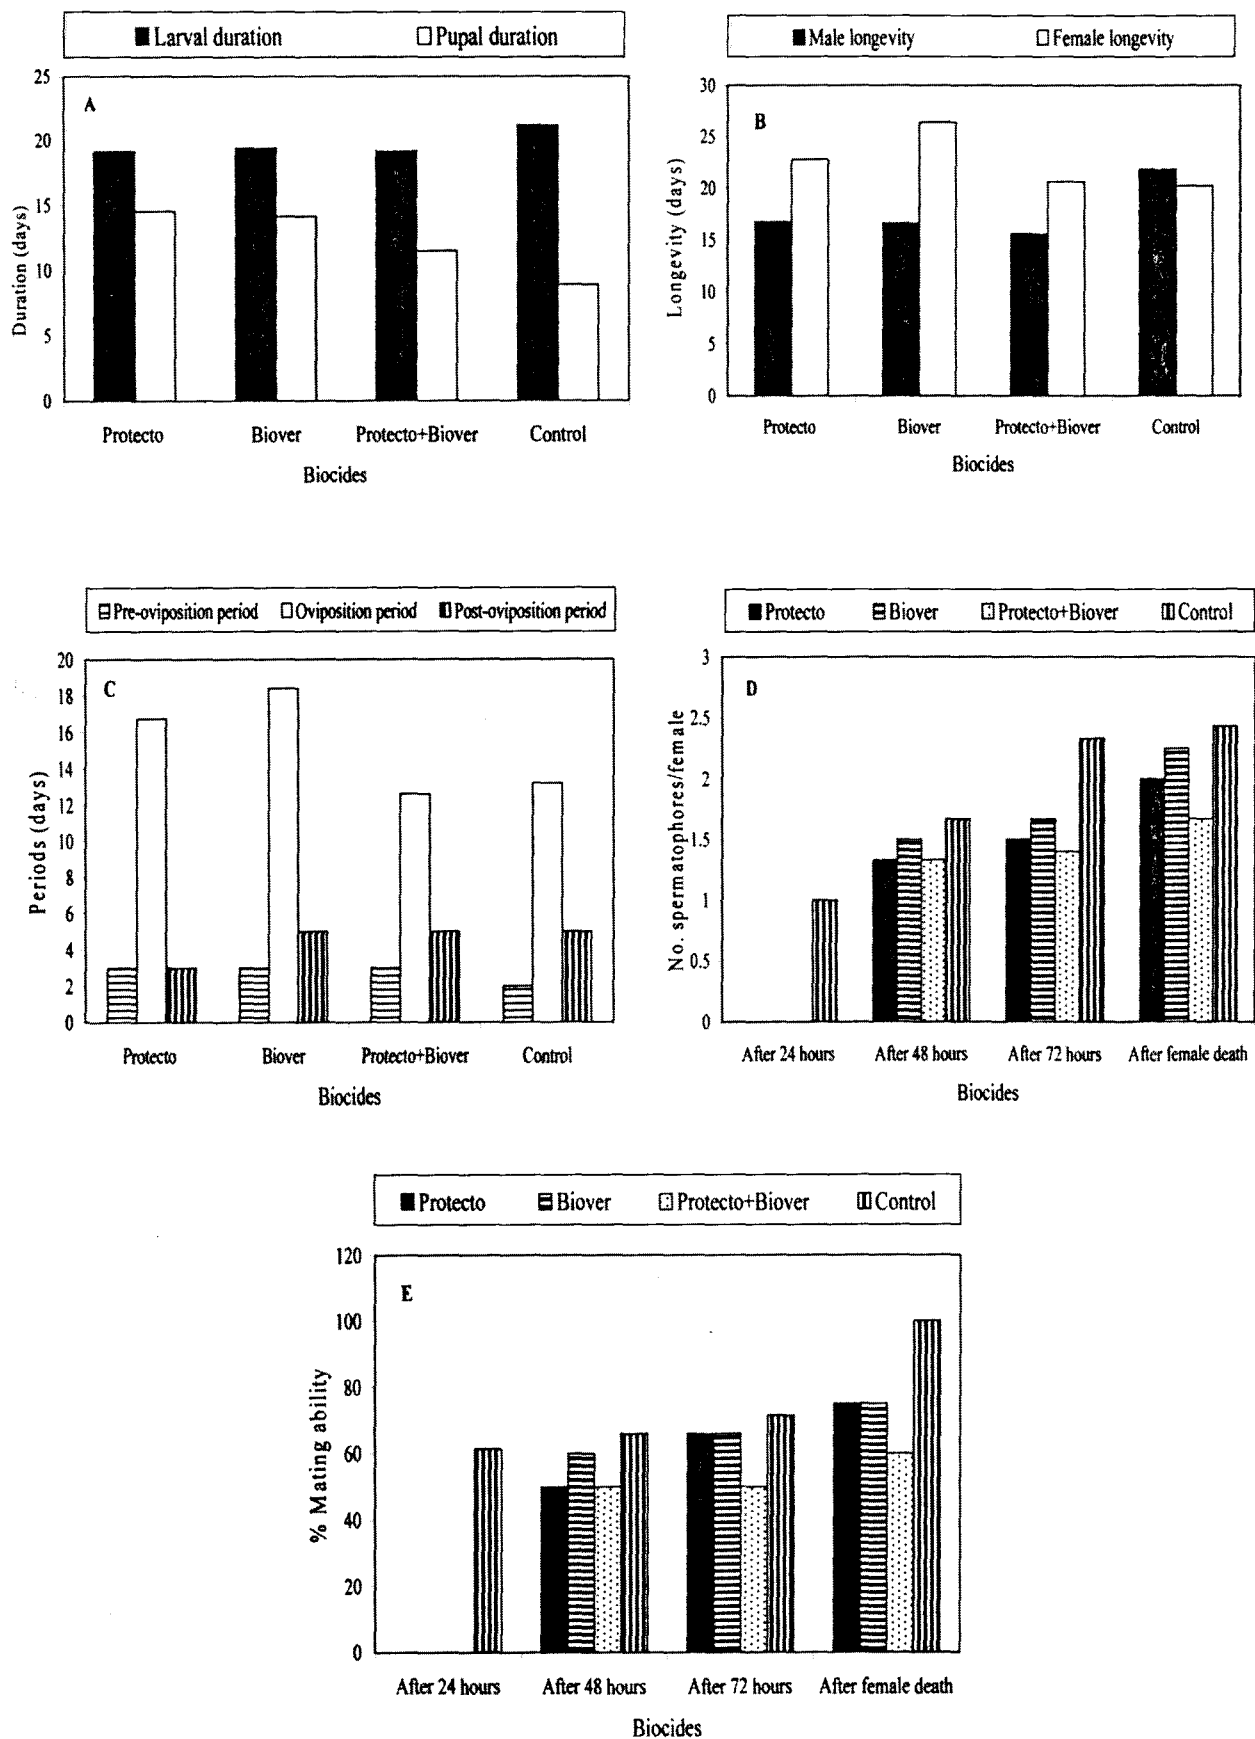 Larval duration Pupal duration
A
25
20
15
10
5
0
Duration (days)
Protecto Biover Protecto+Biover Control
Biocides
Male longevity Female longevity
B
30
25
20
15
10
5
0
Longevity (days)
Protecto Biover Protecto+Biover Control
Biocides
Pre-oviposition period Oviposition period Post-oviposition period
C
20
18
16
14
12
10
8
6
4
2
0
Periods (days)
Protecto Biover Protecto+Biover Control
Biocides
Protecto Biover Protecto+Biover Control
D
3
2.5
2
1.5
1
0.5
0
No. spermatophores/female
After 24 hours After 48 hours After 72 hours After female death
Biocides
Protecto Biover Protecto+Biover Control
E
120
100
80
60
40
20
0
% Mating ability
After 24 hours After 48 hours After 72 hours After female death
Biocides